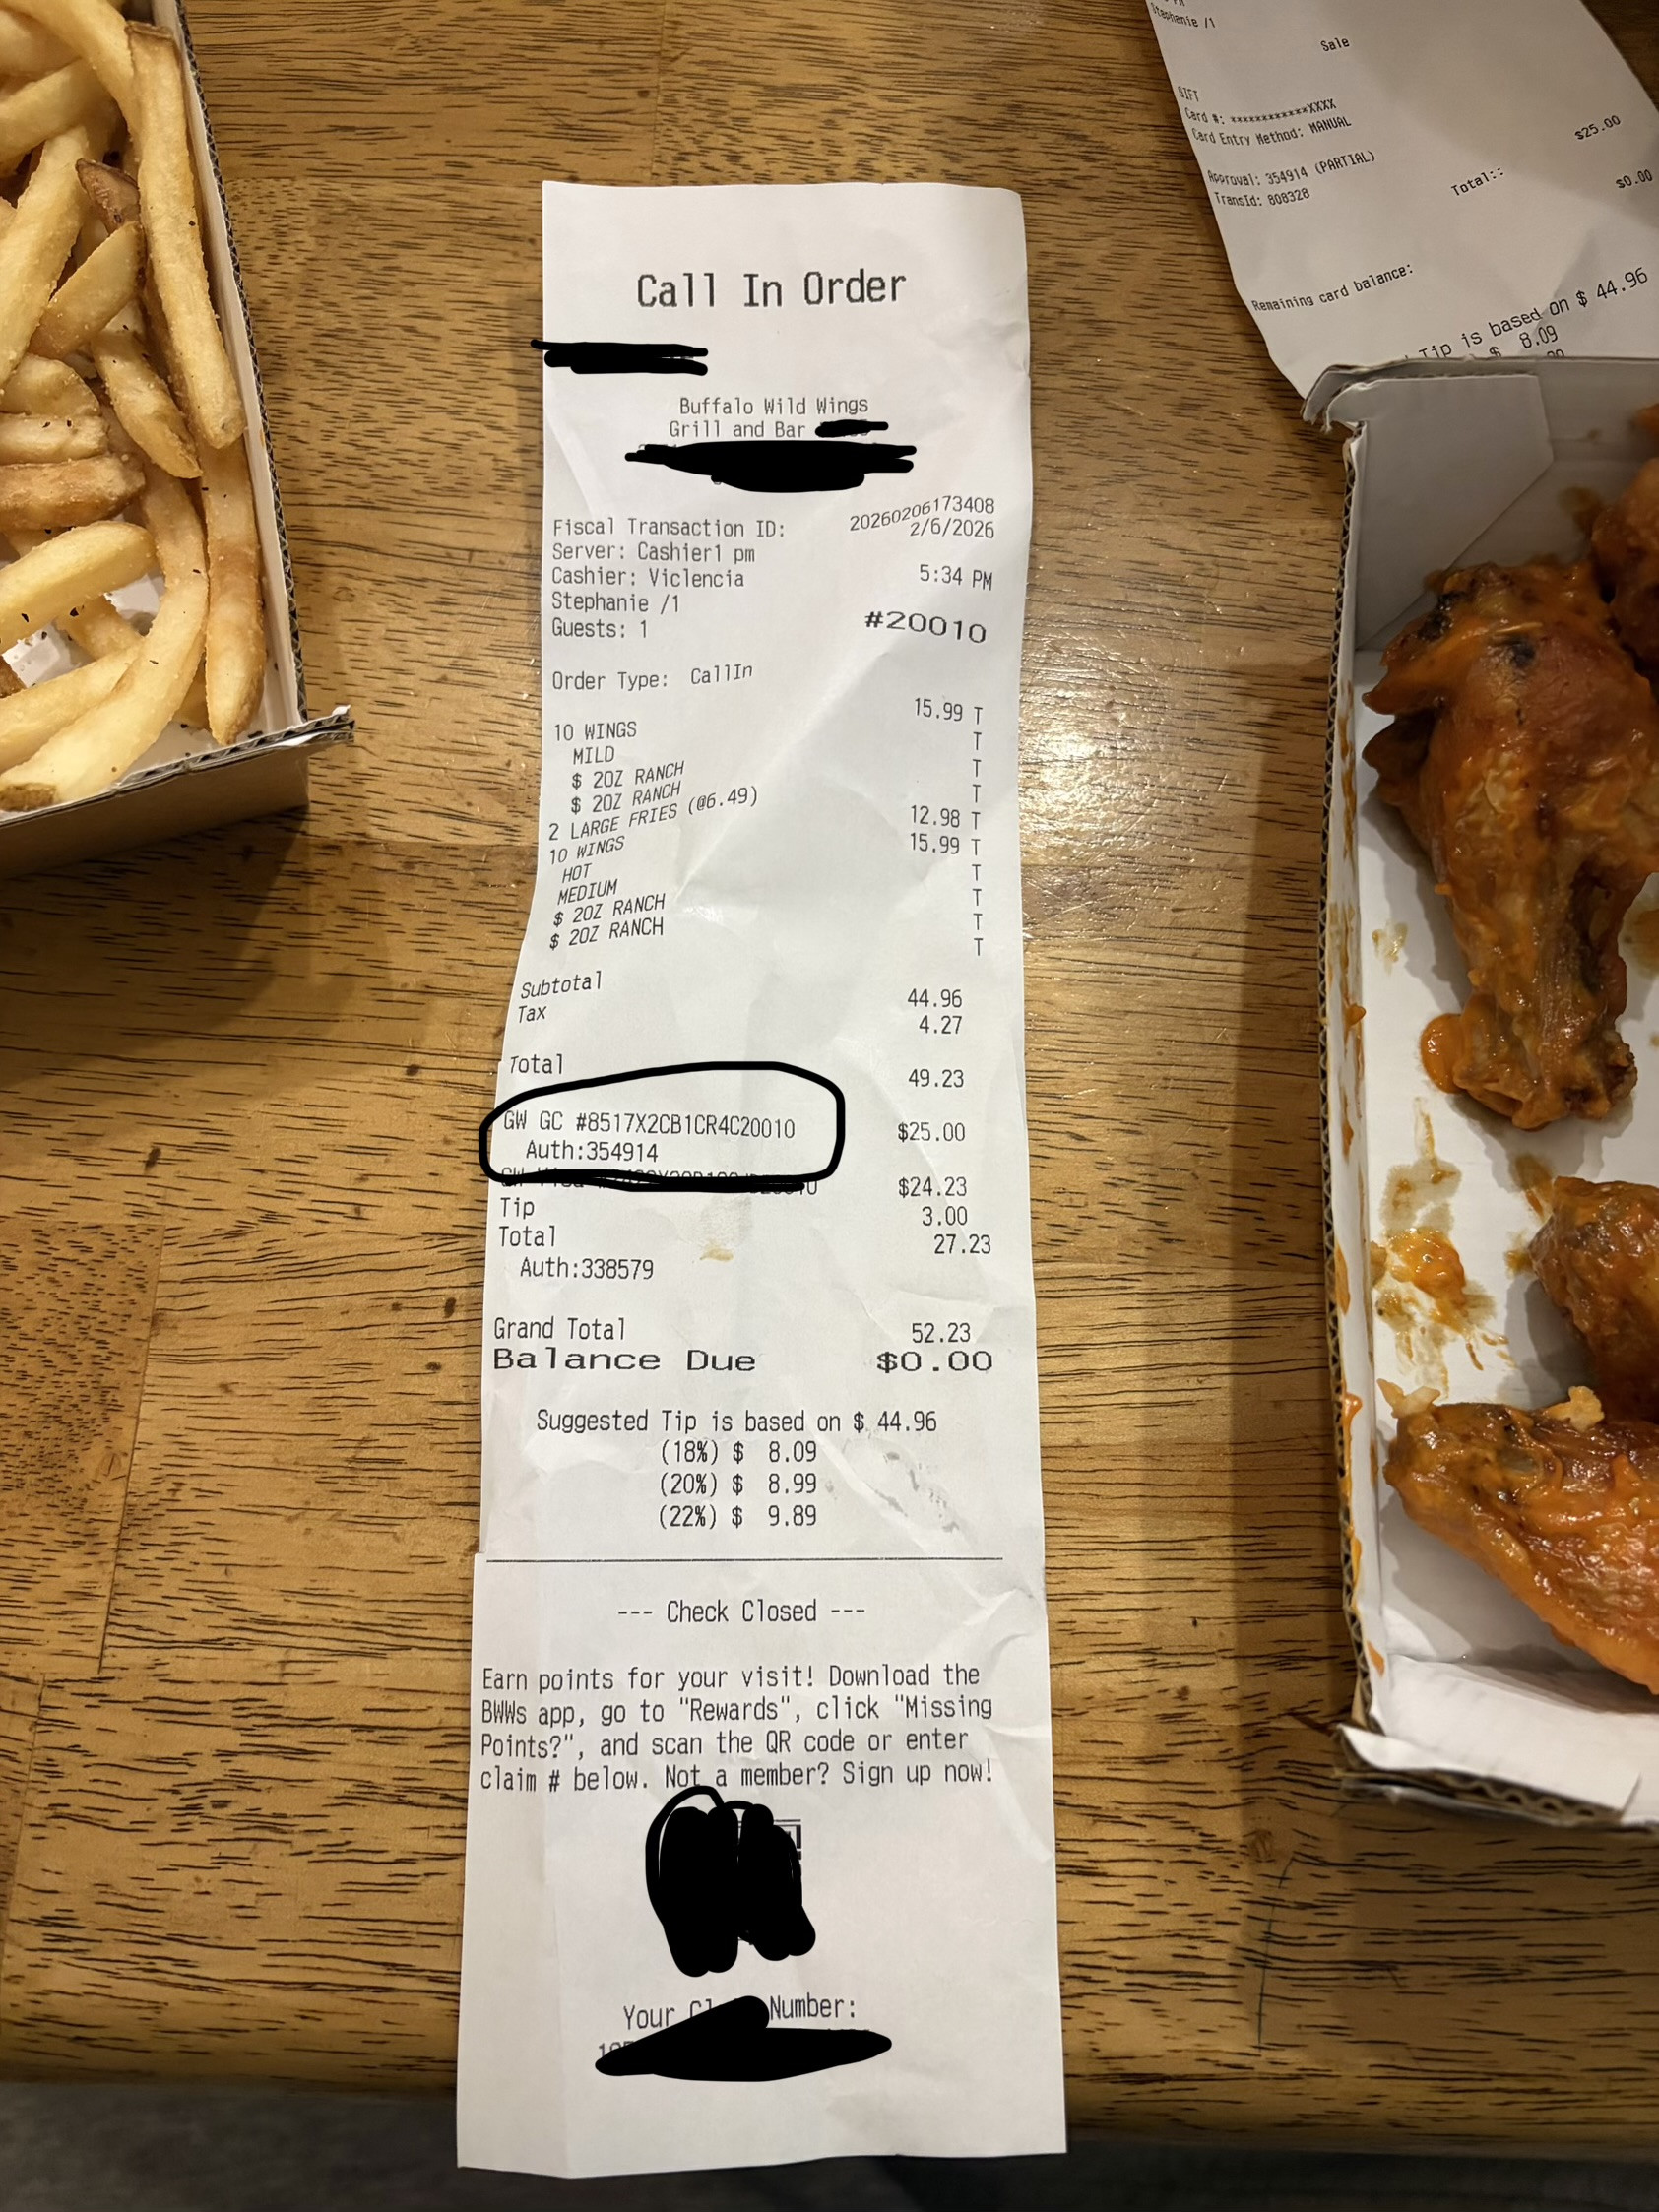 Call In Order
Buffalo Wild Wings
Grill and Bar
Fiscal Transaction ID: 20260206173408
Server: Cashier1 pm 2/6/2026
Cashier: Viclencia 5:34 PM
Stephanie /1
Guests: 1 #20010
Order Type: CallIn
10 WINGS 15.99 T
MILD T
$ 2OZ RANCH T
$ 2OZ RANCH T
2 LARGE FRIES (@6.49) 12.98 T
10 WINGS 15.99 T
HOT T
MEDIUM T
$ 2OZ RANCH T
$ 2OZ RANCH T
Subtotal 44.96
Tax 4.27
Total 49.23
GW GC #8517X2CB1CR4C20010 $25.00
Auth:354914
$24.23
Tip 3.00
Total 27.23
Auth:338579
Grand Total 52.23
Balance Due $0.00
Suggested Tip is based on $ 44.96
(18%) $ 8.09
(20%) $ 8.99
(22%) $ 9.89
--- Check Closed ---
Earn points for your visit! Download the
BWWs app, go to "Rewards", click "Missing
Points?", and scan the QR code or enter
claim # below. Not a member? Sign up now!
Your Number:
Stephanie /1
Sale
GIFT
Card #: ************XXXX
Card Entry Method: MANUAL
$25.00
Approval: 354914 (PARTIAL)
TransId: 808328
Total::
$0.00
Remaining card balance:
Tip is based on $ 44.96
$ 8.09